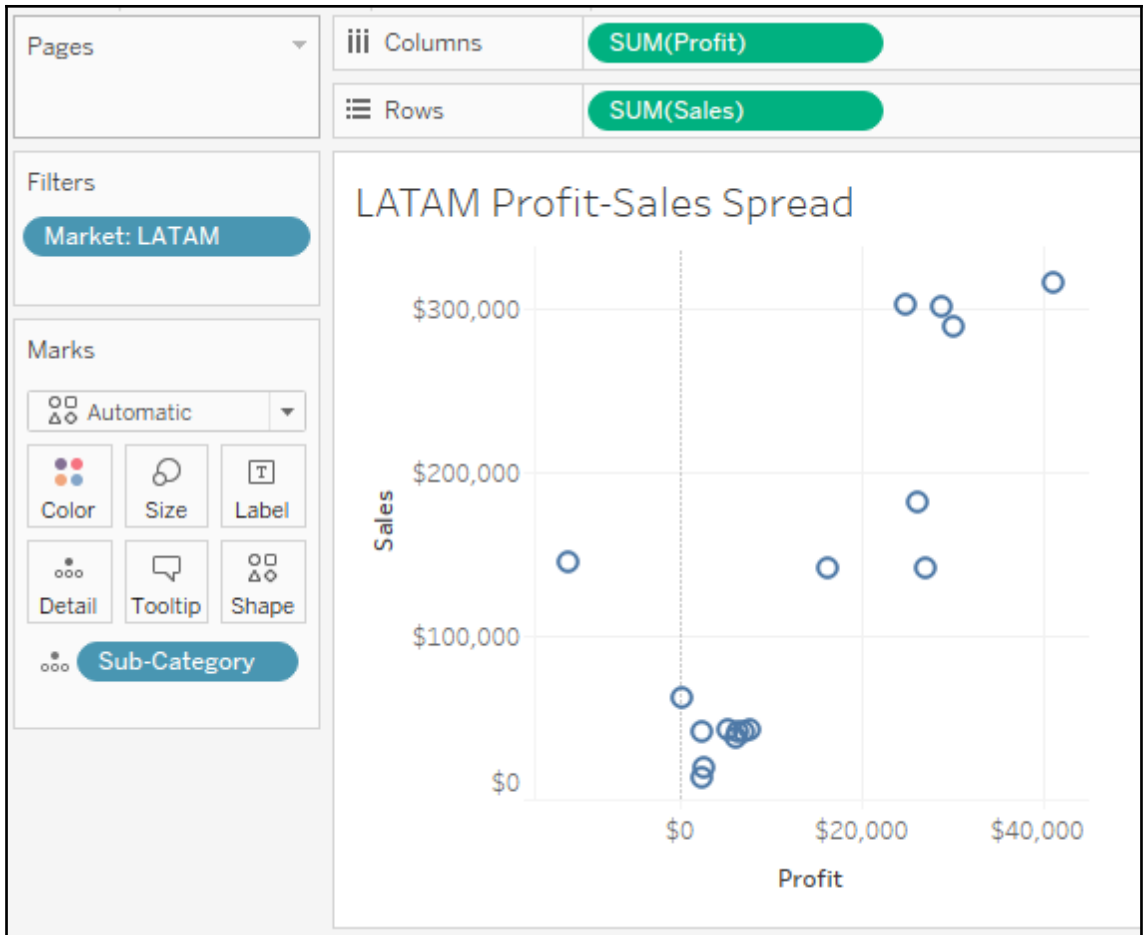 Pages
Columns
SUM(Profit)
Rows
SUM(Sales)
Filters
Market: LATAM
Marks
Automatic
Color
Size
T
Label
Detail
Tooltip
Shape
Sub-Category
LATAM Profit-Sales Spread
$300,000
$200,000
$100,000
$0
Sales
$0
$20,000
$40,000
Profit